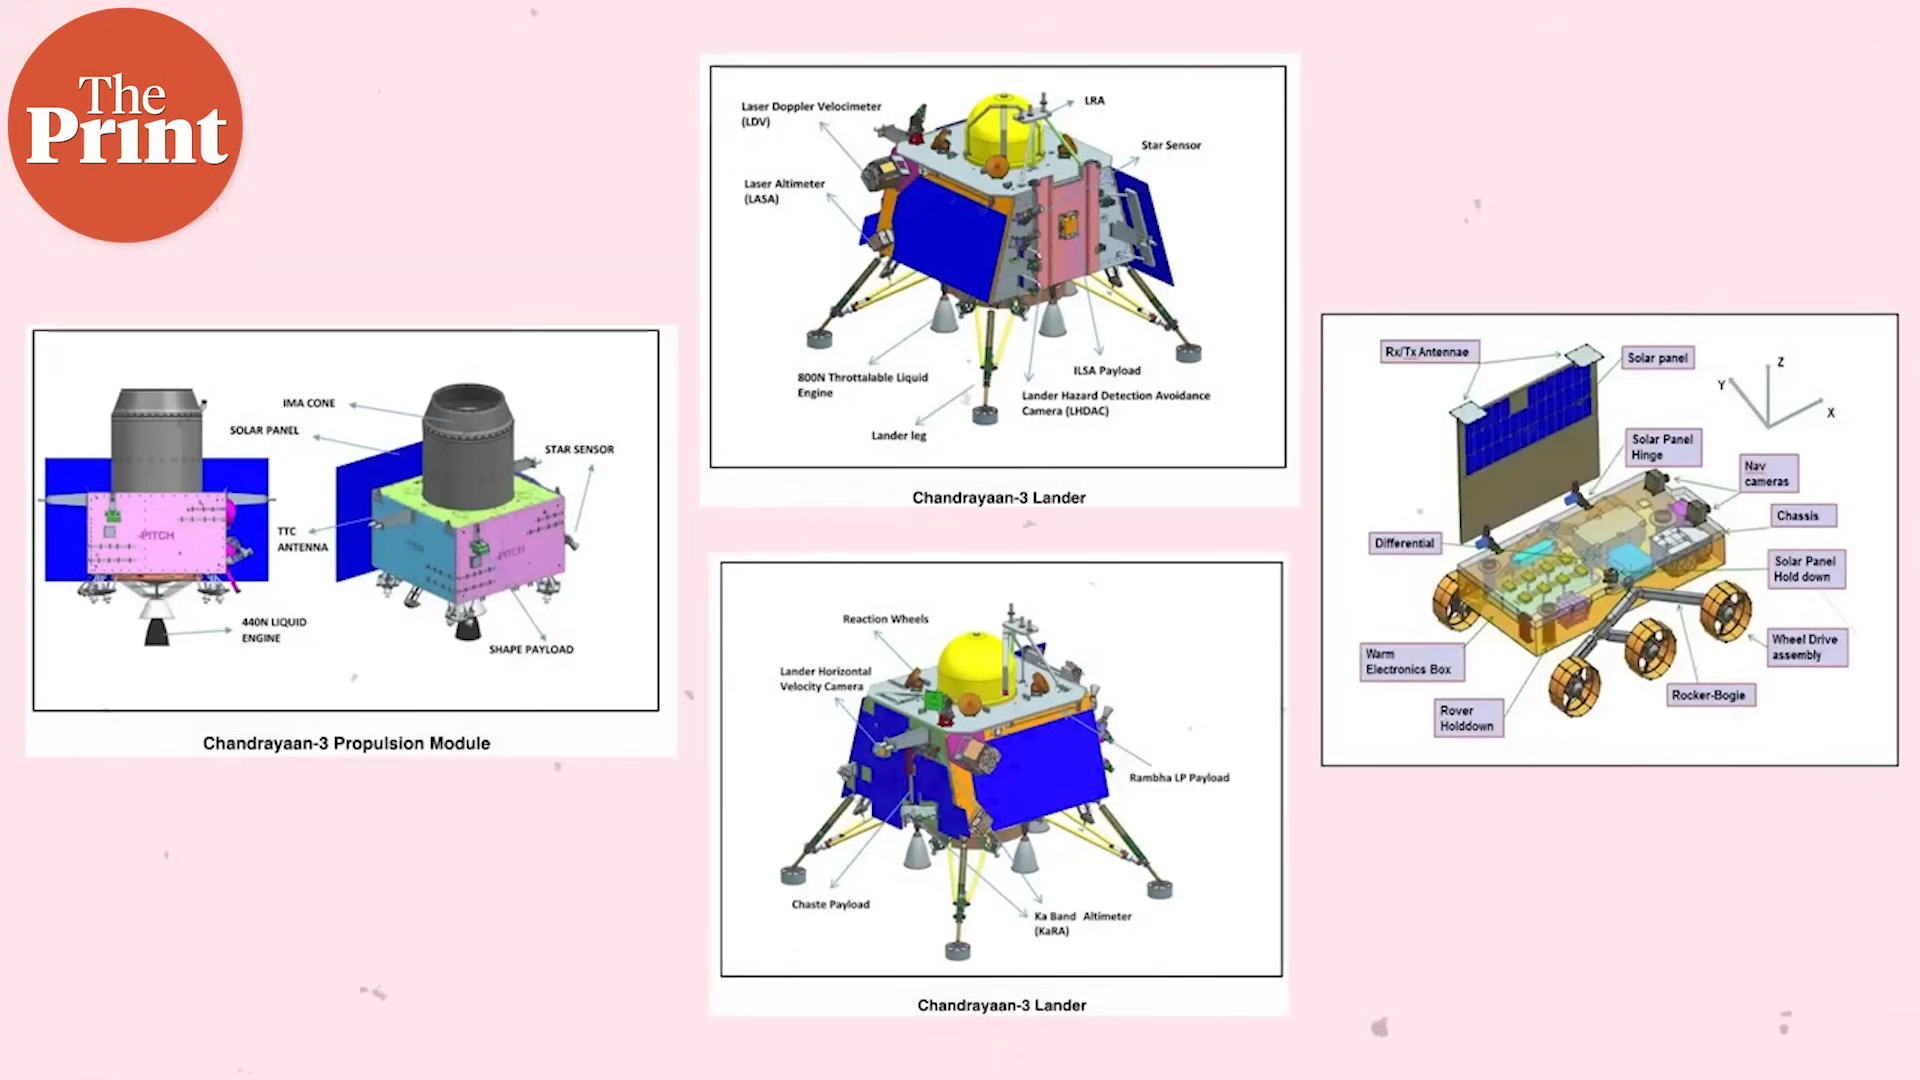 The
Print
IMA CONE
SOLAR PANEL
STAR SENSOR
TTC
ANTENNA
PITCH
PITCH
440N LIQUID
ENGINE
SHAPE PAYLOAD
Chandrayaan-3 Propulsion Module
Laser Doppler Velocimeter
(LDV)
LRA
Star Sensor
Laser Altimeter
(LASA)
800N Throttalable Liquid
Engine
ILSA Payload
Lander Hazard Detection Avoidance
Camera (LHDAC)
Lander leg
Chandrayaan-3 Lander
Reaction Wheels
Lander Horizontal
Velocity Camera
Rambha LP Payload
Chaste Payload
Ka Band Altimeter
(KaRA)
Chandrayaan-3 Lander
Rx/Tx Antennae
Solar panel
Z
Y
X
Solar Panel
Hinge
Nav
cameras
Chassis
Differential
Solar Panel
Hold down
Warm
Electronics Box
Wheel Drive
assembly
Rocker-Bogie
Rover
Holddown